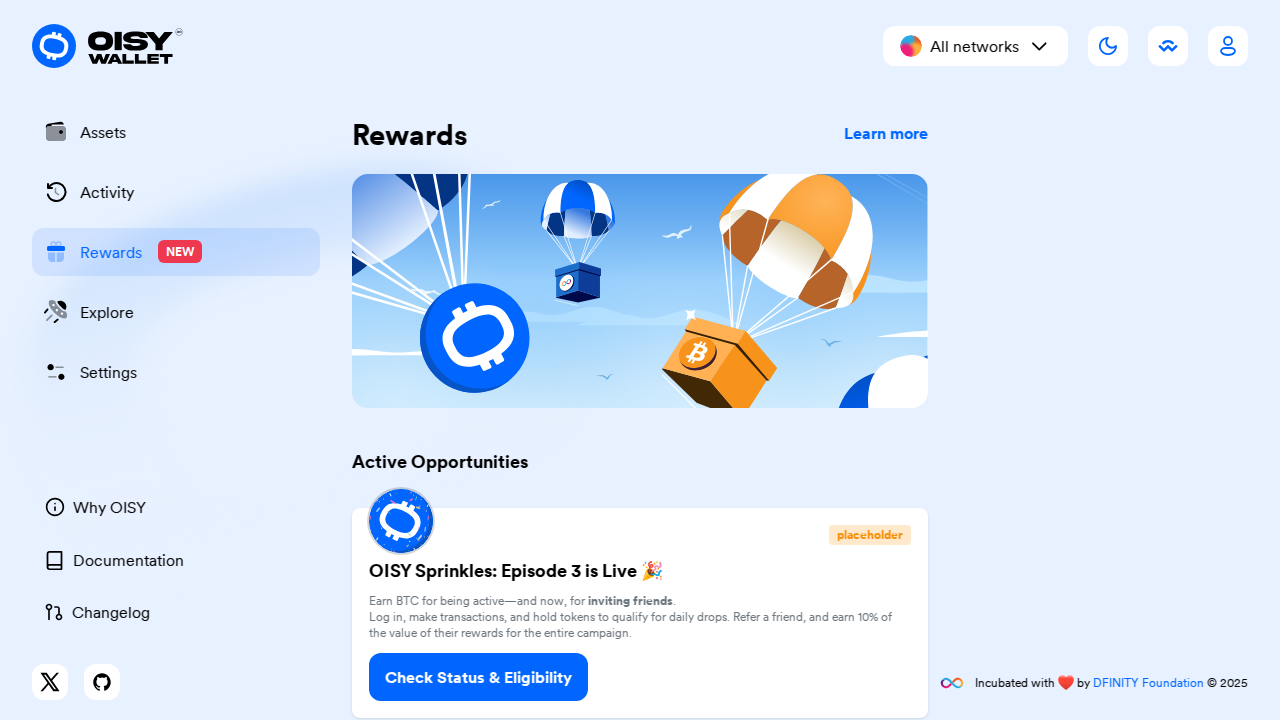 OISY
WALLET
All networks
Assets
Activity
Rewards NEW
Explore
Settings
Why OISY
Documentation
Changelog
Rewards
Learn more
Active Opportunities
placeholder
OISY Sprinkles: Episode 3 is Live 🎉
Earn BTC for being active—and now, for inviting friends.
Log in, make transactions, and hold tokens to qualify for daily drops. Refer a friend, and earn 10% of
the value of their rewards for the entire campaign.
Check Status & Eligibility
Incubated with ❤️ by DFINITY Foundation © 2025